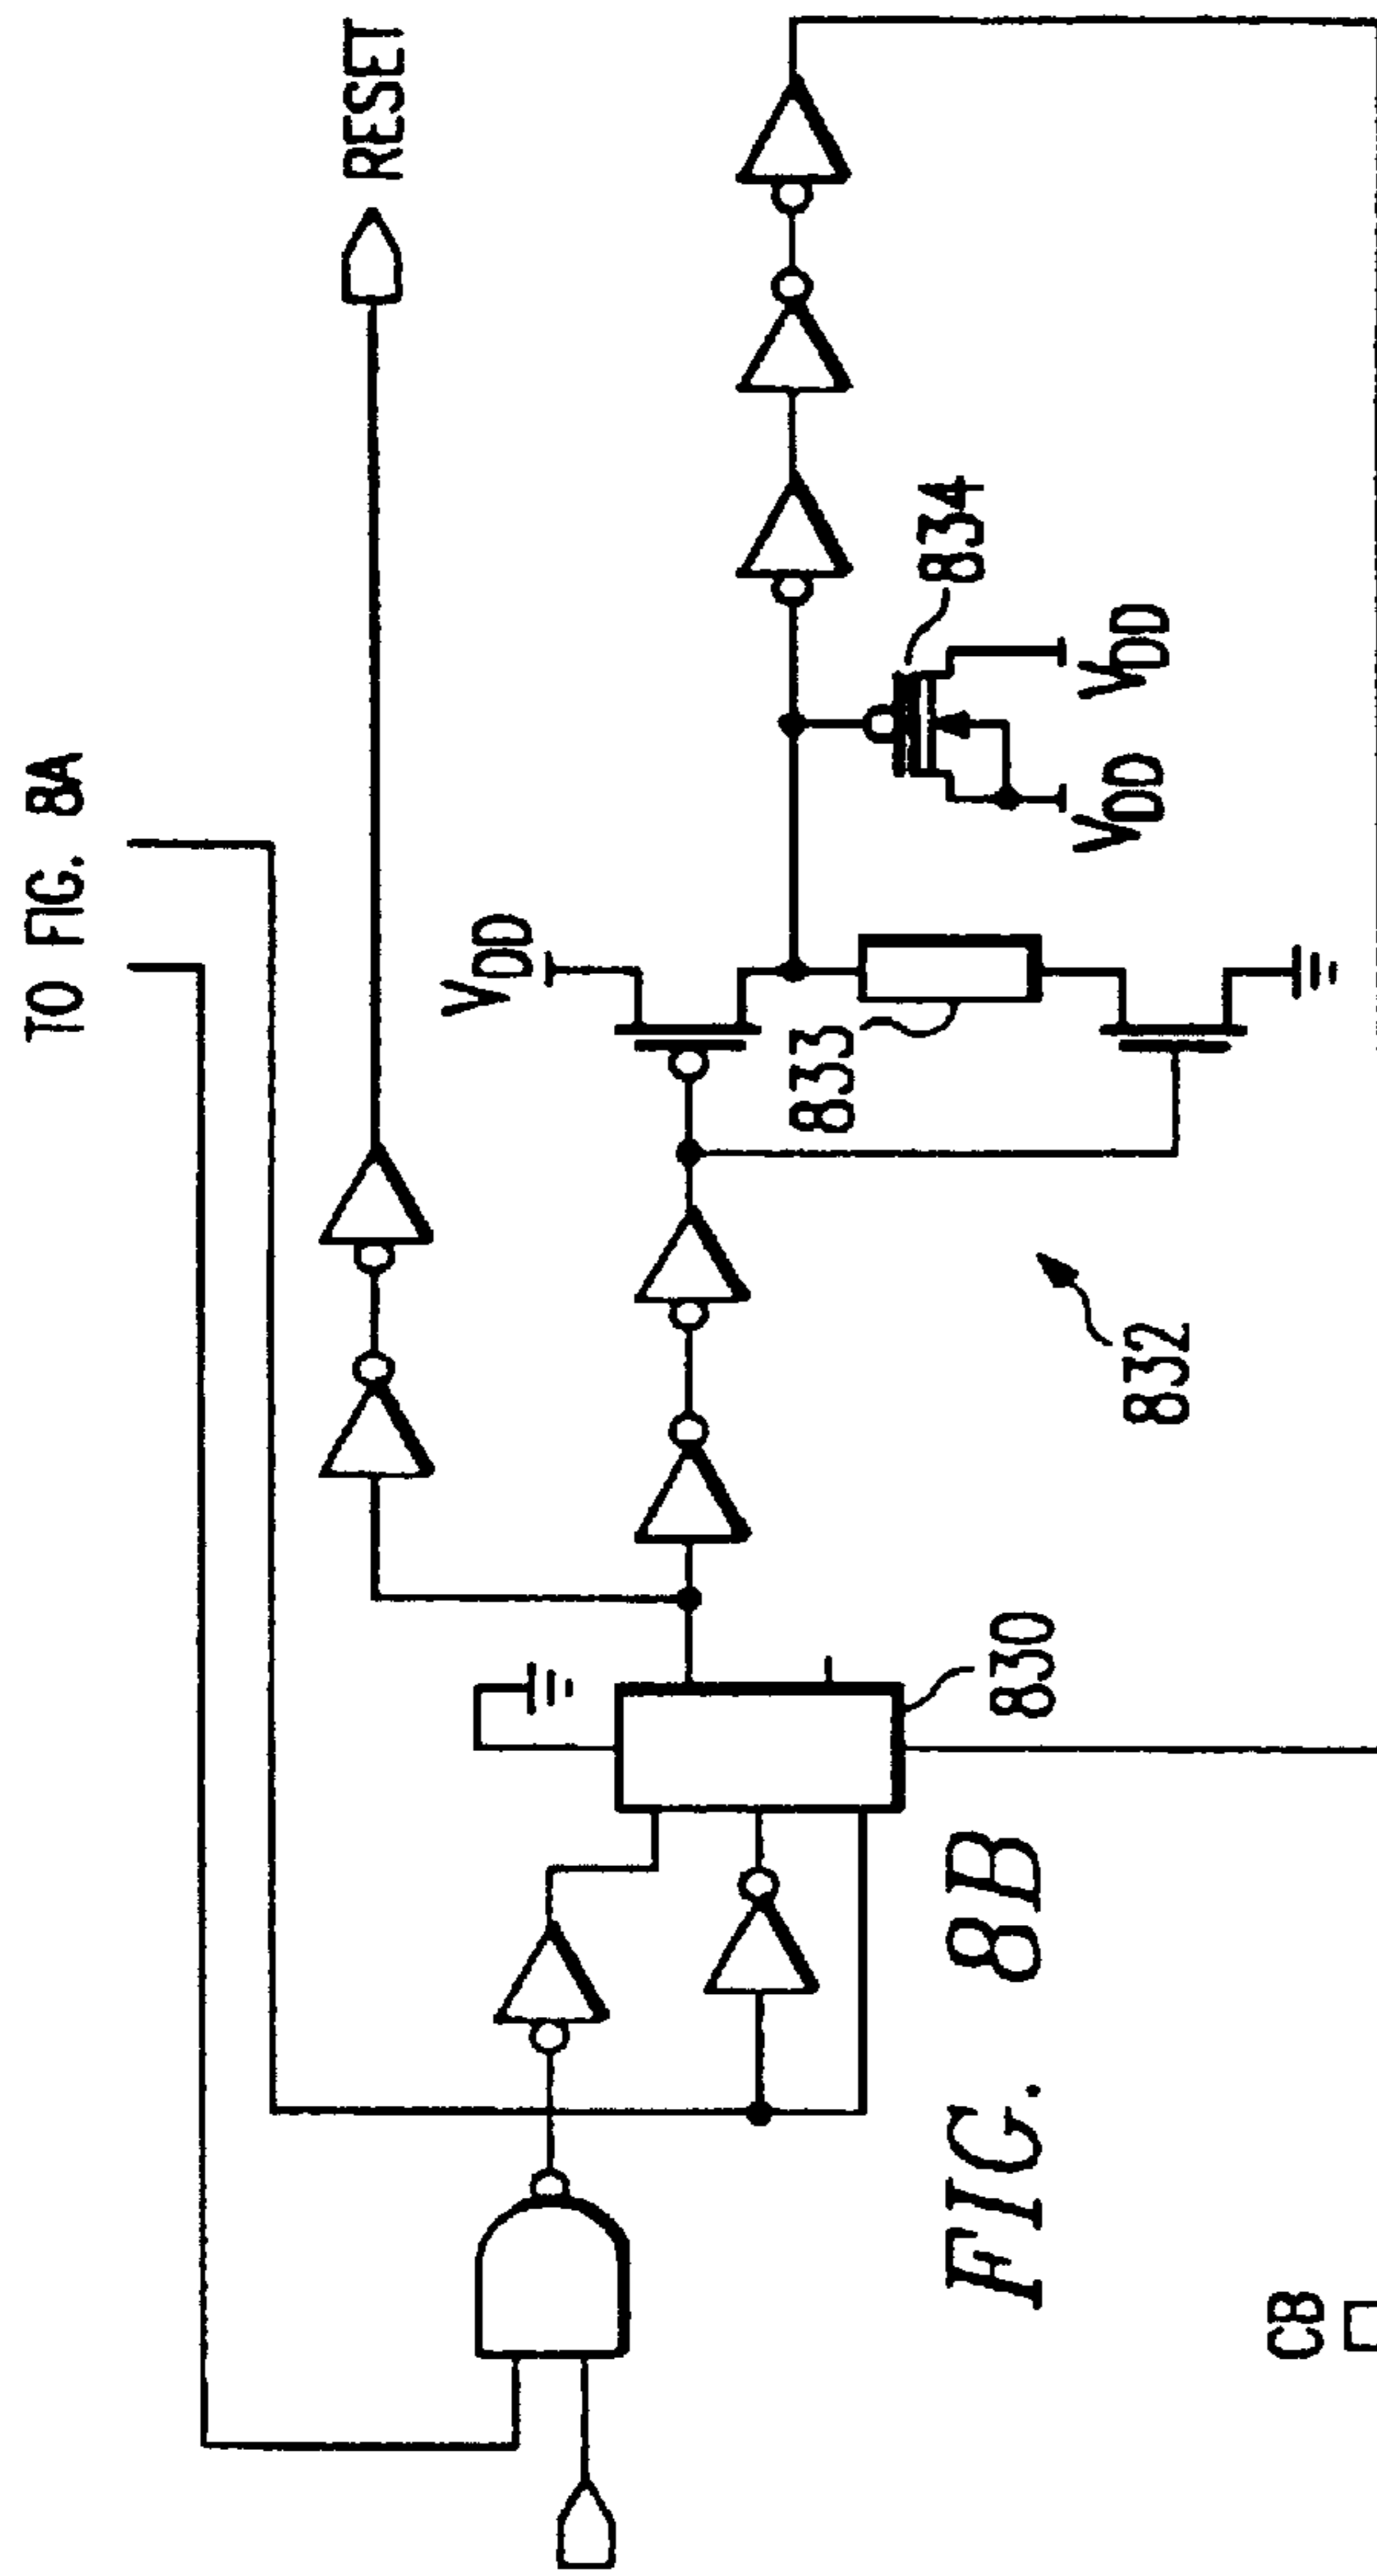 TO FIG. 8A
RESET
VDD
833
834
VDD
VDD
832
830
FIG. 8B
CB